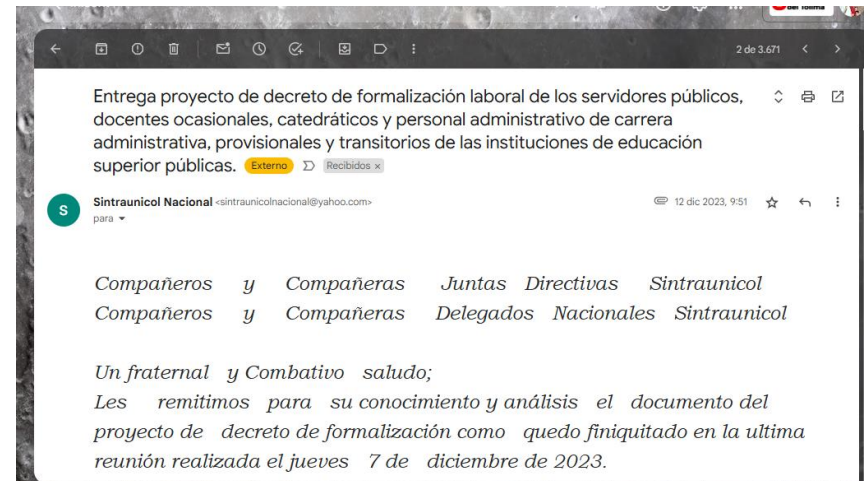 del Tolima
2 de 3.671
Entrega proyecto de decreto de formalización laboral de los servidores públicos,
docentes ocasionales, catedráticos y personal administrativo de carrera
administrativa, provisionales y transitorios de las instituciones de educación
superior públicas. Externo Recibidos x
S
Sintraunicol Nacional <sintraunicolnacional@yahoo.com>
12 dic 2023, 9:51
para
Compañeros y Compañeras Juntas Directivas Sintraunicol
Compañeros y Compañeras Delegados Nacionales Sintraunicol
Un fraternal y Combativo saludo;
Les remitimos para su conocimiento y análisis el documento del
proyecto de decreto de formalización como quedo finiquitado en la ultima
reunión realizada el jueves 7 de diciembre de 2023.